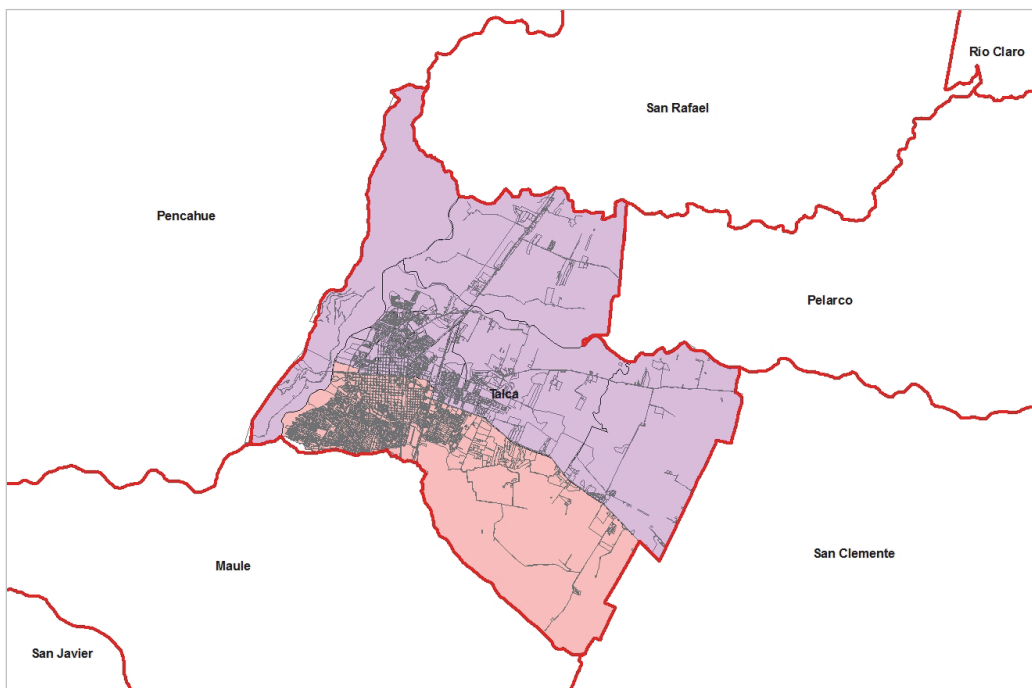 Rio Claro
San Rafael
Pencahue
Pelarco
Talca
San Clemente
Maule
San Javier